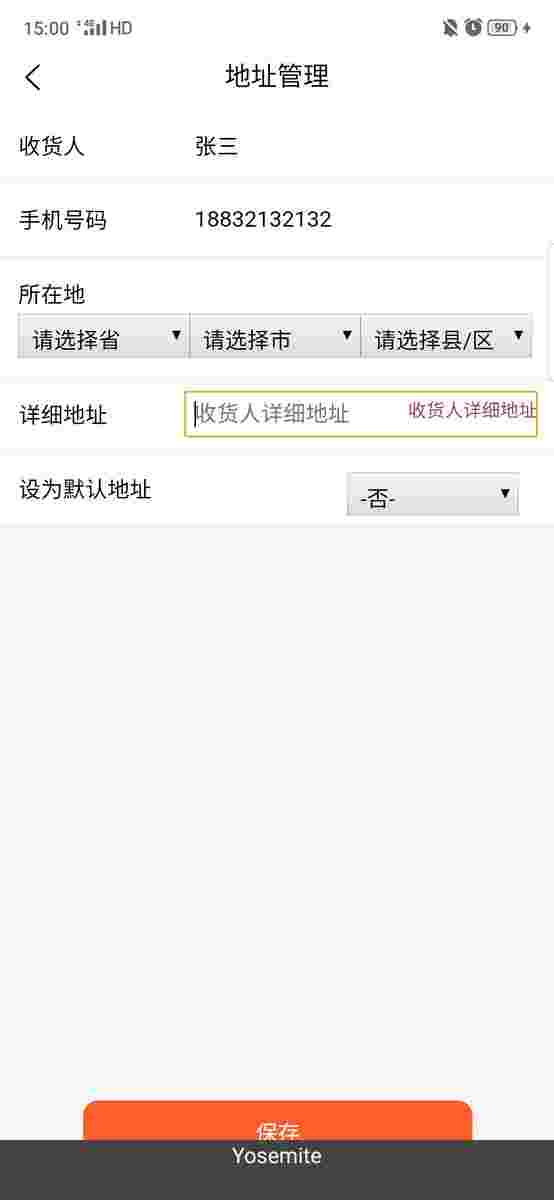 15:00 4G HD 90
地址管理
收货人 张三
手机号码 18832132132
所在地
请选择省 请选择市 请选择县/区
详细地址 收货人详细地址 收货人详细地址
设为默认地址 -否-
保存
Yosemite